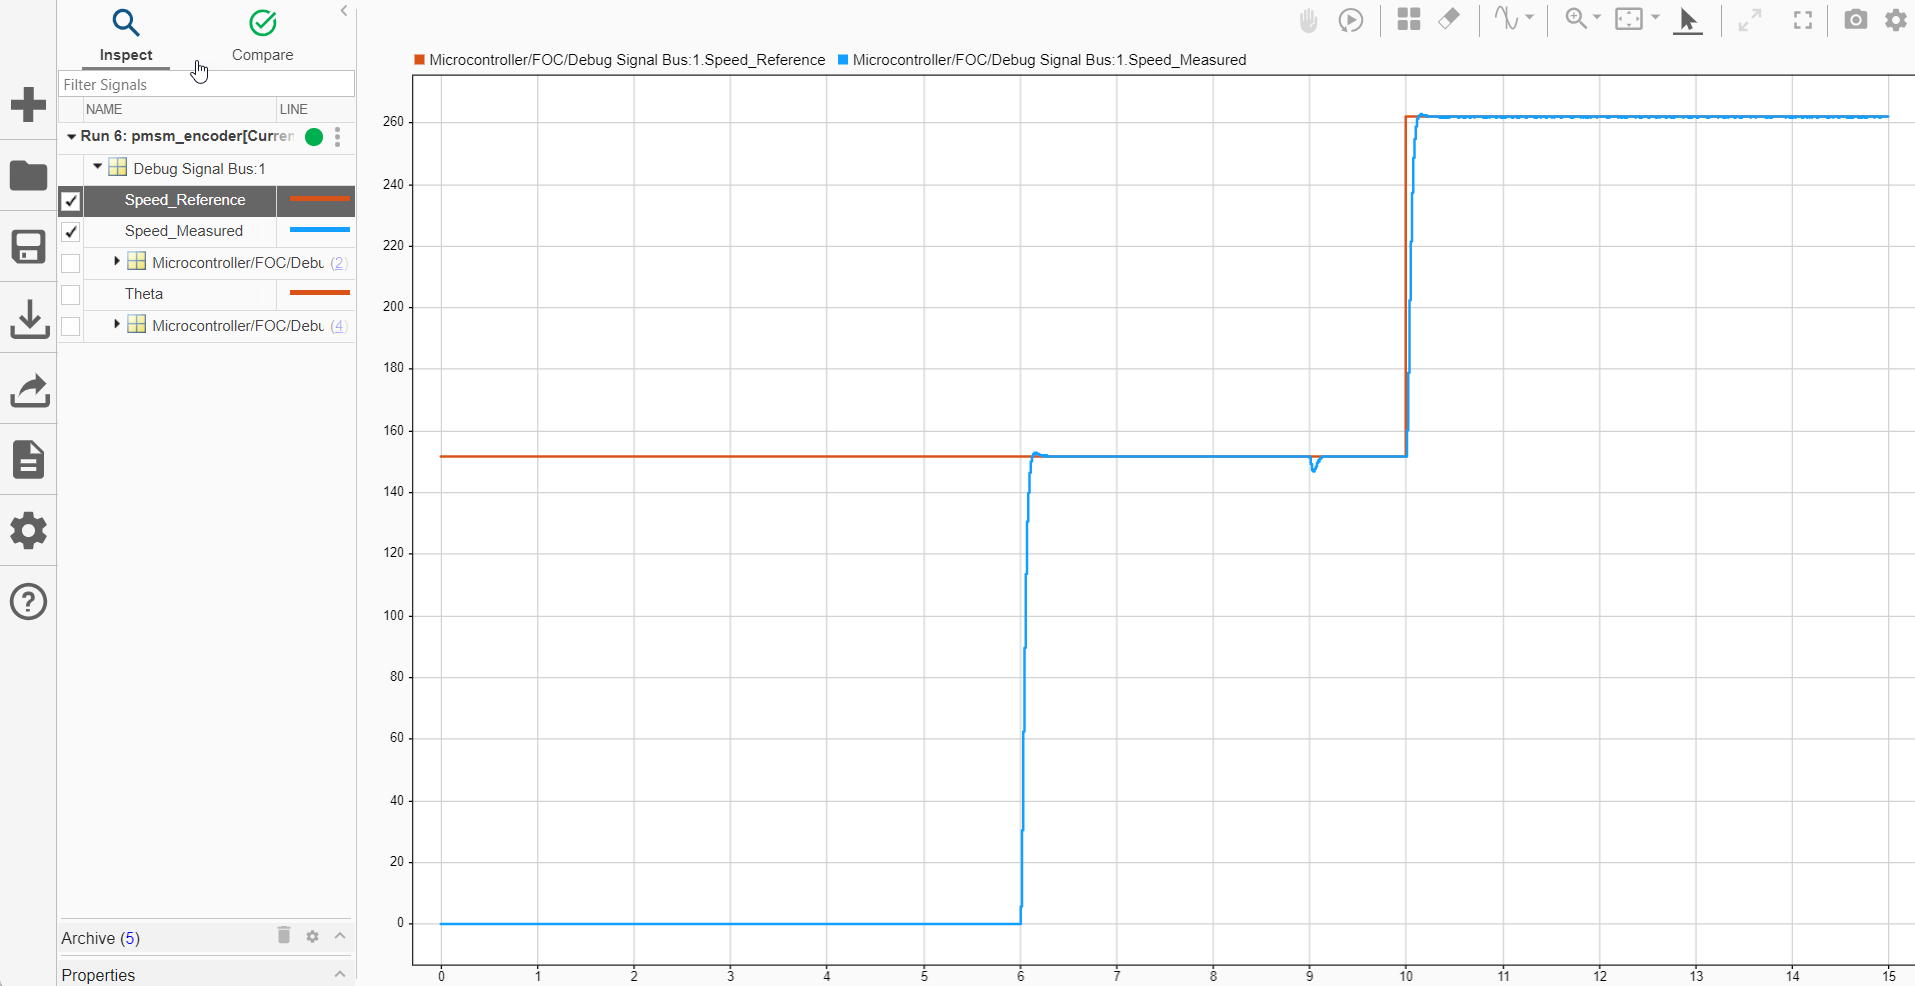 Inspect
Compare
Filter Signals
NAME
LINE
Run 6: pmsm_encoder[Curren
Debug Signal Bus:1
Speed_Reference
Speed_Measured
Microcontroller/FOC/Debu (2)
Theta
Microcontroller/FOC/Debu (4)
Archive (5)
Properties
Microcontroller/FOC/Debug Signal Bus:1.Speed_Reference
Microcontroller/FOC/Debug Signal Bus:1.Speed_Measured
260
240
220
200
180
160
140
120
100
80
60
40
20
0
0 1 2 3 4 5 6 7 8 9 10 11 12 13 14 15